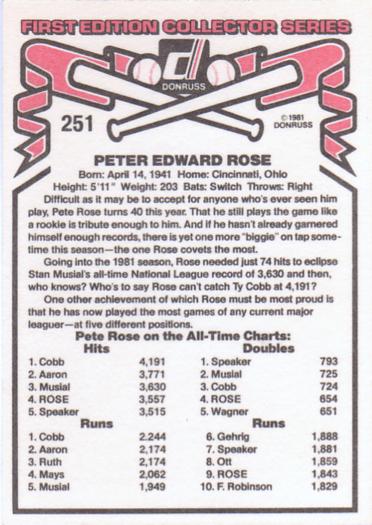 FIRST EDITION COLLECTOR SERIES
DONRUSS
251
©1981
DONRUSS
PETER EDWARD ROSE
Born: April 14, 1941 Home: Cincinnati, Ohio
Height: 5'11" Weight: 203 Bats: Switch Throws: Right
Difficult as it may be to accept for anyone who's ever seen him
play, Pete Rose turns 40 this year. That he still plays the game like
a rookie is tribute enough to him. And if he hasn't already garnered
himself enough records, there is yet one more "biggie" on tap some-
time this season—the one Rose covets the most.
Going into the 1981 season, Rose needed just 74 hits to eclipse
Stan Musial's all-time National League record of 3,630 and then,
who knows? Who's to say Rose can't catch Ty Cobb at 4,191?
One other achievement of which Rose must be most proud is
that he has now played the most games of any current major
leaguer—at five different positions.
Pete Rose on the All-Time Charts:
Hits
1. Cobb 4,191
2. Aaron 3,771
3. Musial 3,630
4. ROSE 3,557
5. Speaker 3,515
Doubles
1. Speaker 793
2. Musial 725
3. Cobb 724
4. ROSE 654
5. Wagner 651
Runs
1. Cobb 2.244
2. Aaron 2,174
3. Ruth 2,174
4. Mays 2,062
5. Musial 1,949
Runs
6. Gehrig 1,888
7. Speaker 1,881
8. Ott 1,859
9. ROSE 1,843
10. F. Robinson 1,829